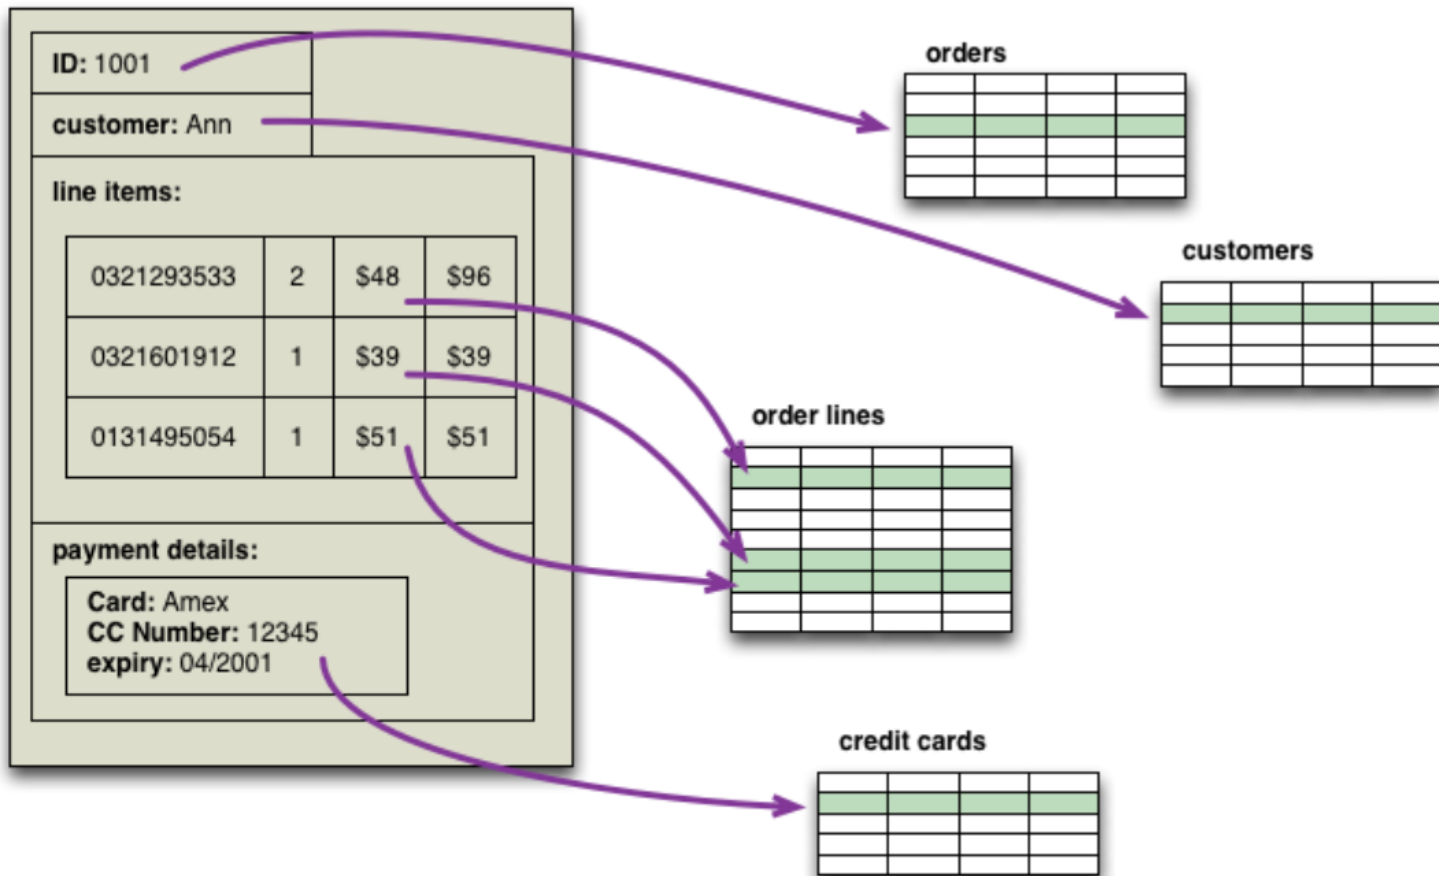 ID: 1001
customer: Ann
line items:
0321293533 2 $48 $96
0321601912 1 $39 $39
0131495054 1 $51 $51
payment details:
Card: Amex
CC Number: 12345
expiry: 04/2001
orders
customers
order lines
credit cards